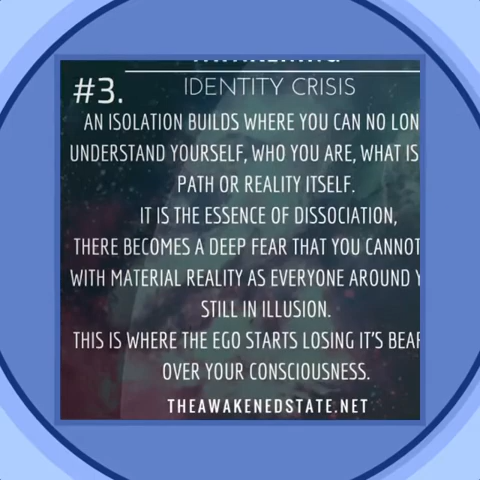 #3.
IDENTITY CRISIS
AN ISOLATION BUILDS WHERE YOU CAN NO
UNDERSTAND YOURSELF, WHO YOU ARE, WHAT IS
PATH OR REALITY ITSELF.
IT IS THE ESSENCE OF DISSOCIATION,
THERE BECOMES A DEEP FEAR THAT YOU CANNOT
WITH MATERIAL REALITY AS EVERYONE AROUND
STILL IN ILLUSION.
THIS IS WHERE THE EGO STARTS LOSING IT'S
OVER YOUR CONSCIOUSNESS.
THEAWAKENEDSTATE.NET